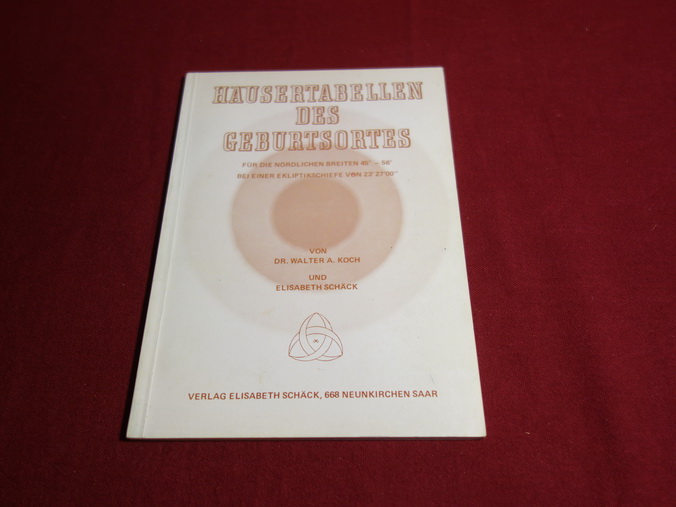 HÄUSERTABELLEN
DES
GEBURTSORTES
FÜR DIE NÖRDLICHEN BREITEN 45° – 56°
BEI EINER EKLIPTIKSCHIEFE VON 23°27'00"
VON
DR. WALTER A. KOCH
UND
ELISABETH SCHÄCK
VERLAG ELISABETH SCHÄCK, 668 NEUNKIRCHEN SAAR